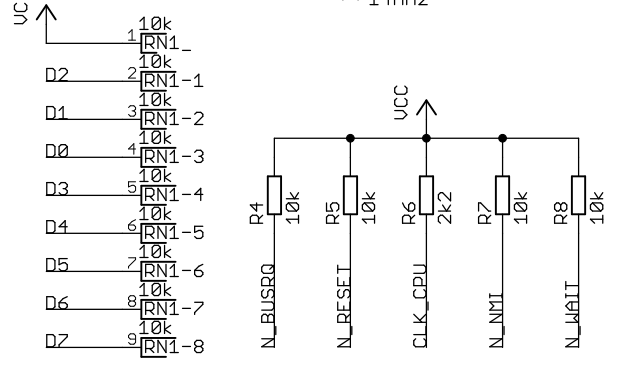 VC
10k
1 RN1_
10k
D2 2 RN1-1
10k
D1 3 RN1-2
10k
D0 4 RN1-3
10k
D3 5 RN1-4
10k
D4 6 RN1-5
10k
D5 7 RN1-6
10k
D6 8 RN1-7
10k
D7 9 RN1-8
VCC
R4 10k
R5 10k
R6 2k2
R7 10k
R8 10k
N_BUSRQ
N_RESET
CLK_CPU
N_NMI
N_WAIT